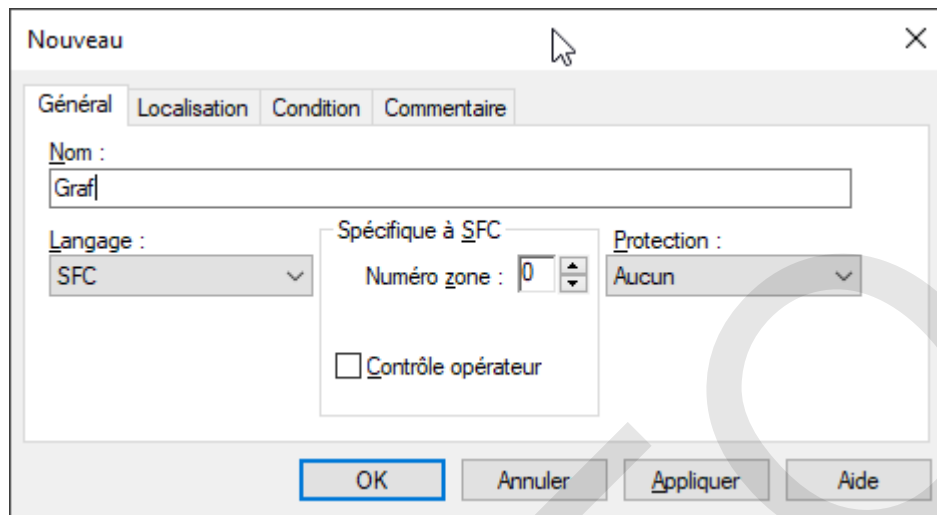 Nouveau
Général Localisation Condition Commentaire
Nom :
Graf
Langage : Spécifique à SFC Protection :
SFC Numéro zone : 0 Aucun
Contrôle opérateur
OK Annuler Appliquer Aide